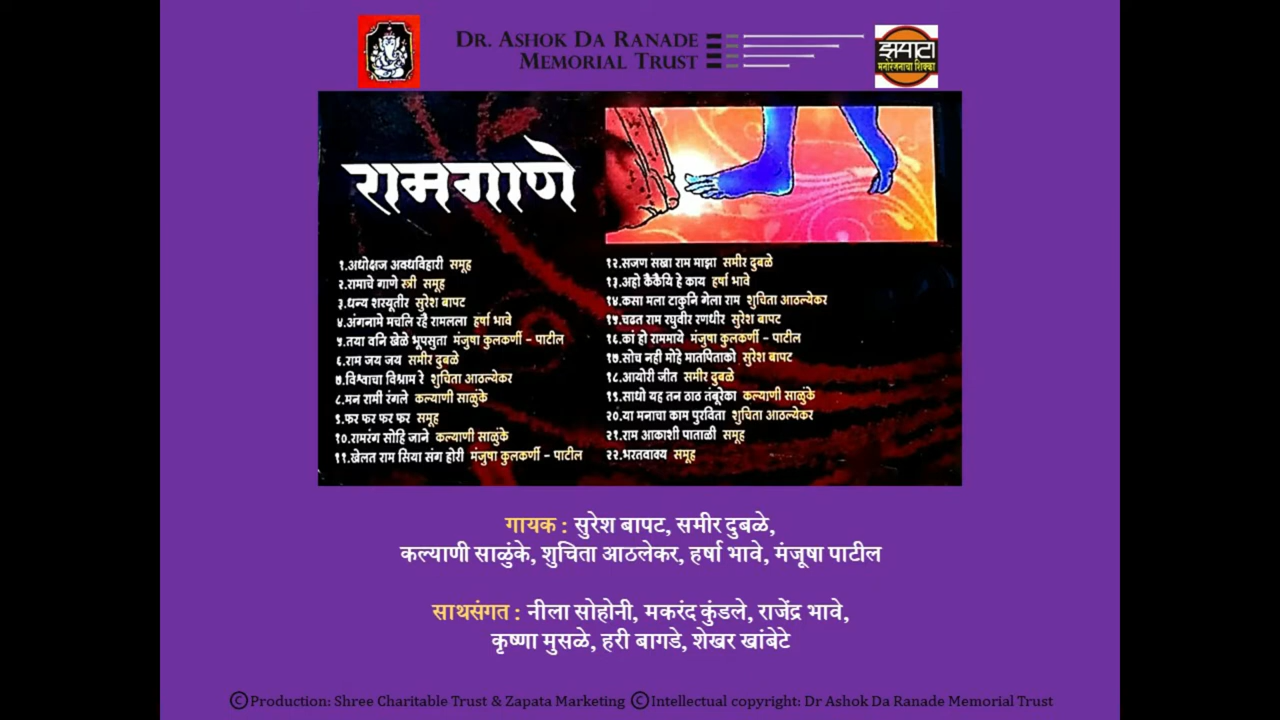 DR. ASHOK DA RANADE
MEMORIAL TRUST
झपाटा
मनोरंजनाचा शिक्का
रामगाणे
१.अधोक्षज अवधविहारी समूह
२.रामाचे गाणे स्त्री समूह
३.धन्य शरयूतीर सुरेश बापट
४.अंगनामे मचलि रहै रामलला हर्षा भावे
५.तया वनि खेळे भूपसुता मंजुषा कुलकर्णी – पाटील
६.राम जय जय समीर दुबळे
७.विश्वाचा विश्राम रे शुचिता आठल्येकर
८.मन रामी रंगले कल्याणी साळुंके
९.फर फर फर फर समूह
१०.रामरंग सोहि जाने कल्याणी साळुंके
११.खेलत राम सिया संग होरी मंजुषा कुलकर्णी – पाटील
१२.सजण सखा राम माझा समीर दुबळे
१३.अहो कैकैयि हे काय हर्षा भावे
१४.कसा मला टाकुनि गेला राम शुचिता आठल्येकर
१५.चढत राम रघुवीर रणधीर सुरेश बापट
१६.कां हो राममाये मंजुषा कुलकर्णी – पाटील
१७.सोच नही मोहे मातपिताको सुरेश बापट
१८.आयोरी जीत समीर दुबळे
१९.साधो यह तन ठाठ तंबूरेका कल्याणी साळुंके
२०.या मनाचा काम पुरविता शुचिता आठल्येकर
२१.राम आकाशी पाताळी समूह
२२.भरतवाक्य समूह
गायक : सुरेश बापट, समीर दुबळे,
कल्याणी साळुंके, शुचिता आठलेकर, हर्षा भावे, मंजूषा पाटील
साथसंगत : नीला सोहोनी, मकरंद कुंडले, राजेंद्र भावे,
कृष्णा मुसळे, हरी बागडे, शेखर खांबेटे
©Production: Shree Charitable Trust & Zapata Marketing ©Intellectual copyright: Dr Ashok Da Ranade Memorial Trust